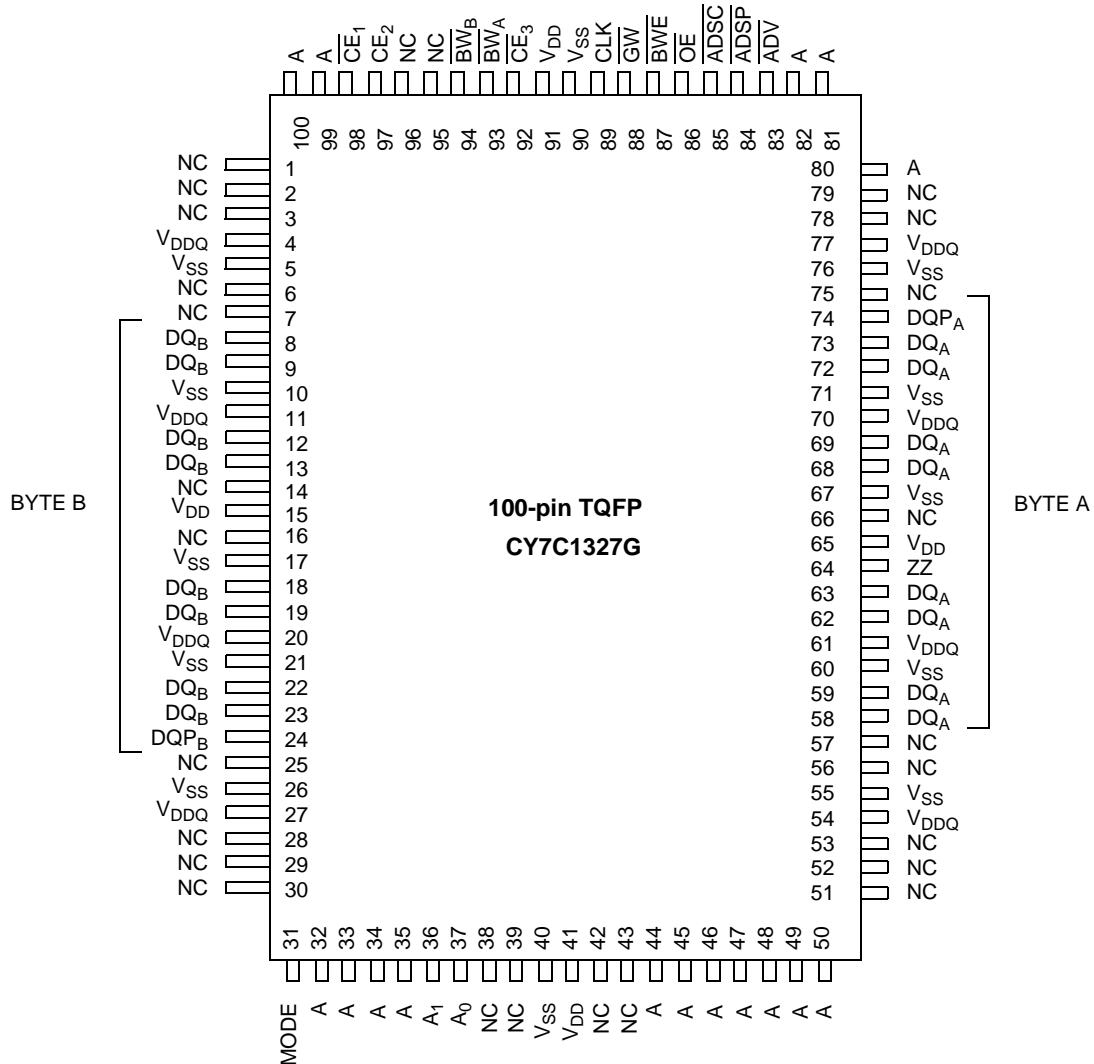 A
A
CE1
CE2
NC
NC
BWB
BWA
CE3
VDD
VSS
CLK
GW
BWE
OE
ADSC
ADSP
ADV
A
A
100
99
98
97
96
95
94
93
92
91
90
89
88
87
86
85
84
83
82
81
NC 1
NC 2
NC 3
VDDQ 4
VSS 5
NC 6
NC 7
DQB 8
DQB 9
VSS 10
VDDQ 11
DQB 12
DQB 13
NC 14
VDD 15
NC 16
VSS 17
DQB 18
DQB 19
VDDQ 20
VSS 21
DQB 22
DQB 23
DQPB 24
NC 25
VSS 26
VDDQ 27
NC 28
NC 29
NC 30
BYTE B
100-pin TQFP
CY7C1327G
80 A
79 NC
78 NC
77 VDDQ
76 VSS
75 NC
74 DQPA
73 DQA
72 DQA
71 VSS
70 VDDQ
69 DQA
68 DQA
67 VSS
66 NC
65 VDD
64 ZZ
63 DQA
62 DQA
61 VDDQ
60 VSS
59 DQA
58 DQA
57 NC
56 NC
55 VSS
54 VDDQ
53 NC
52 NC
51 NC
BYTE A
31
32
33
34
35
36
37
38
39
40
41
42
43
44
45
46
47
48
49
50
MODE
A
A
A
A
A1
A0
NC
NC
VSS
VDD
NC
NC
A
A
A
A
A
A
A